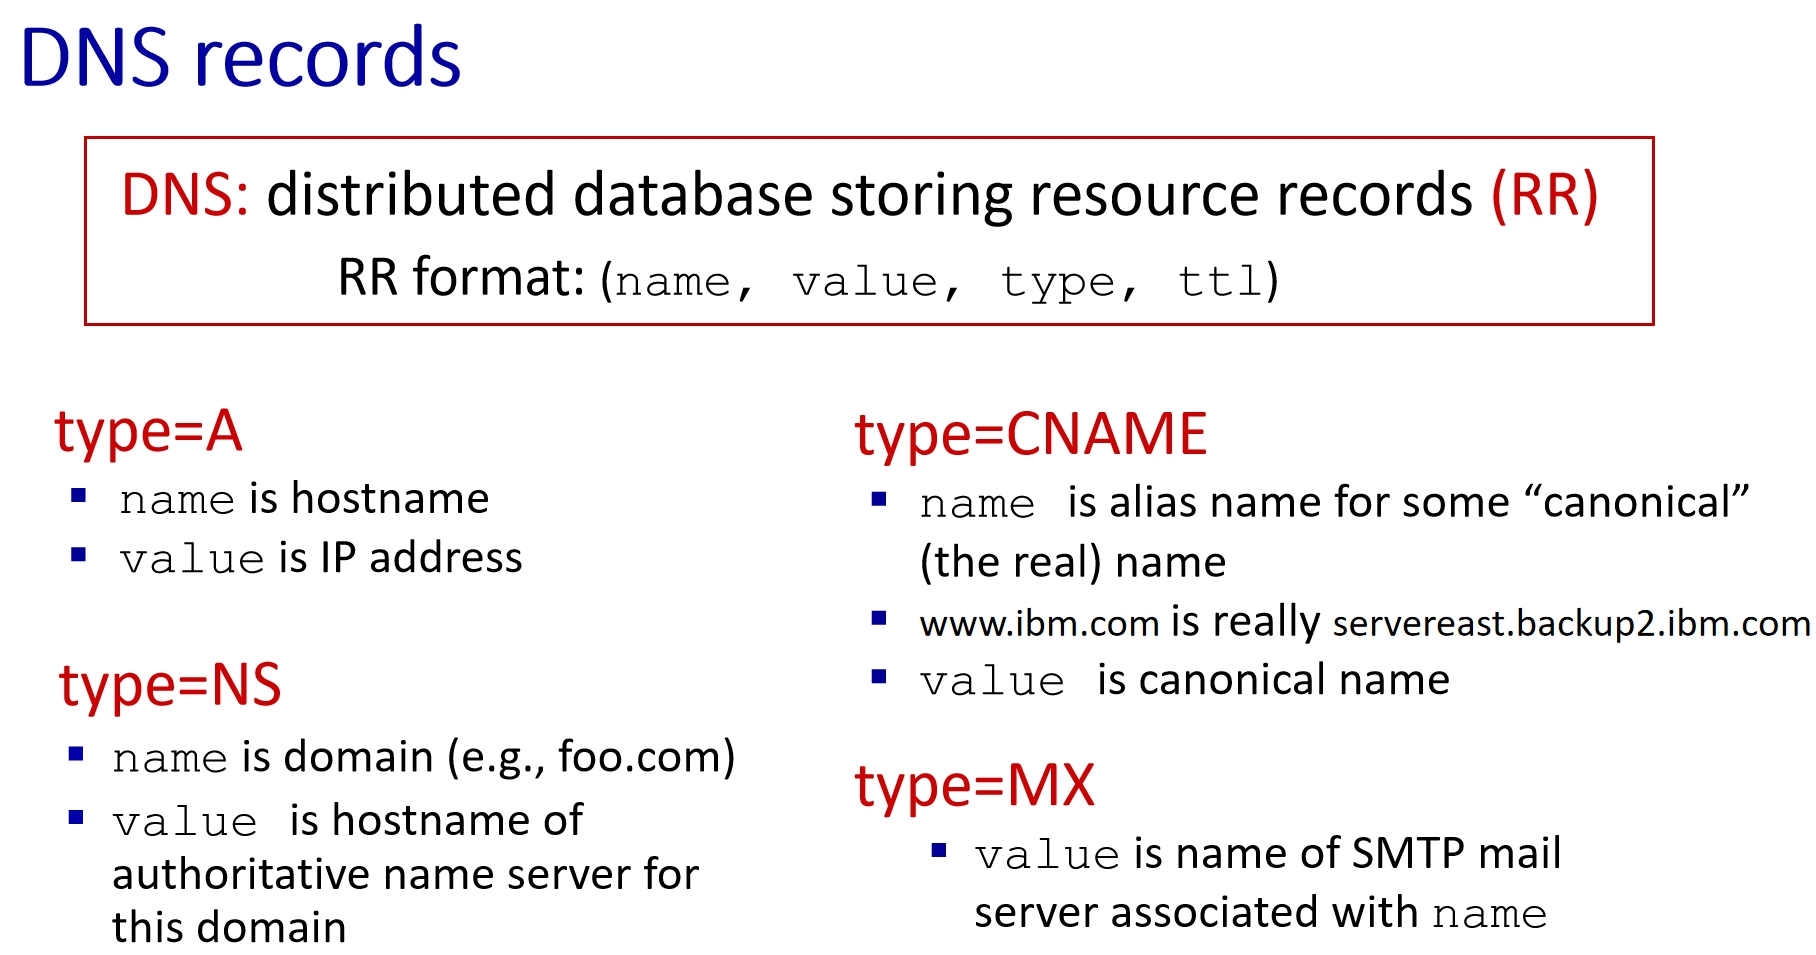 DNS records
DNS: distributed database storing resource records (RR)
RR format: (name, value, type, ttl)
type=A
name is hostname
value is IP address
type=NS
name is domain (e.g., foo.com)
value is hostname of
authoritative name server for
this domain
type=CNAME
name is alias name for some “canonical”
(the real) name
www.ibm.com is really servereast.backup2.ibm.com
value is canonical name
type=MX
value is name of SMTP mail
server associated with name